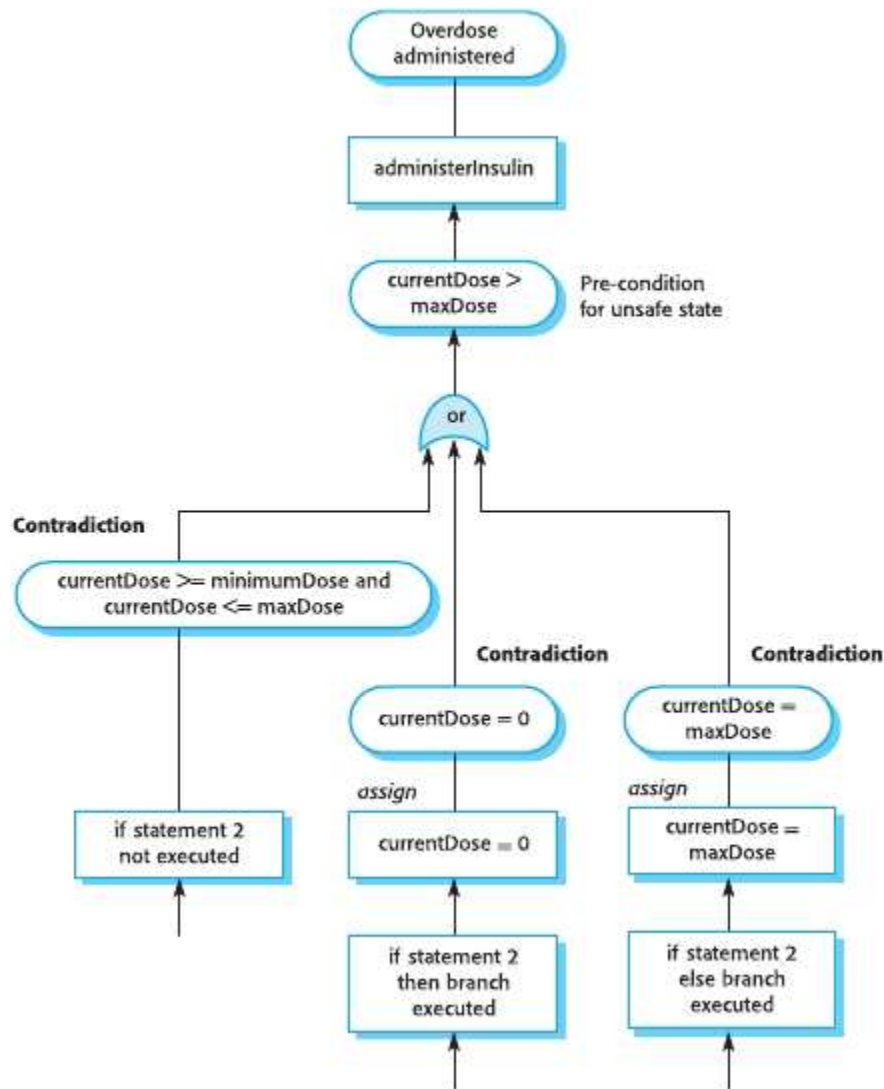 Overdose
administered
administerInsulin
currentDose >
maxDose
Pre-condition
for unsafe state
or
Contradiction
currentDose >= minimumDose and
currentDose <= maxDose
Contradiction
Contradiction
currentDose = 0
currentDose =
maxDose
assign
assign
if statement 2
not executed
currentDose = 0
currentDose =
maxDose
if statement 2
then branch
executed
if statement 2
else branch
executed